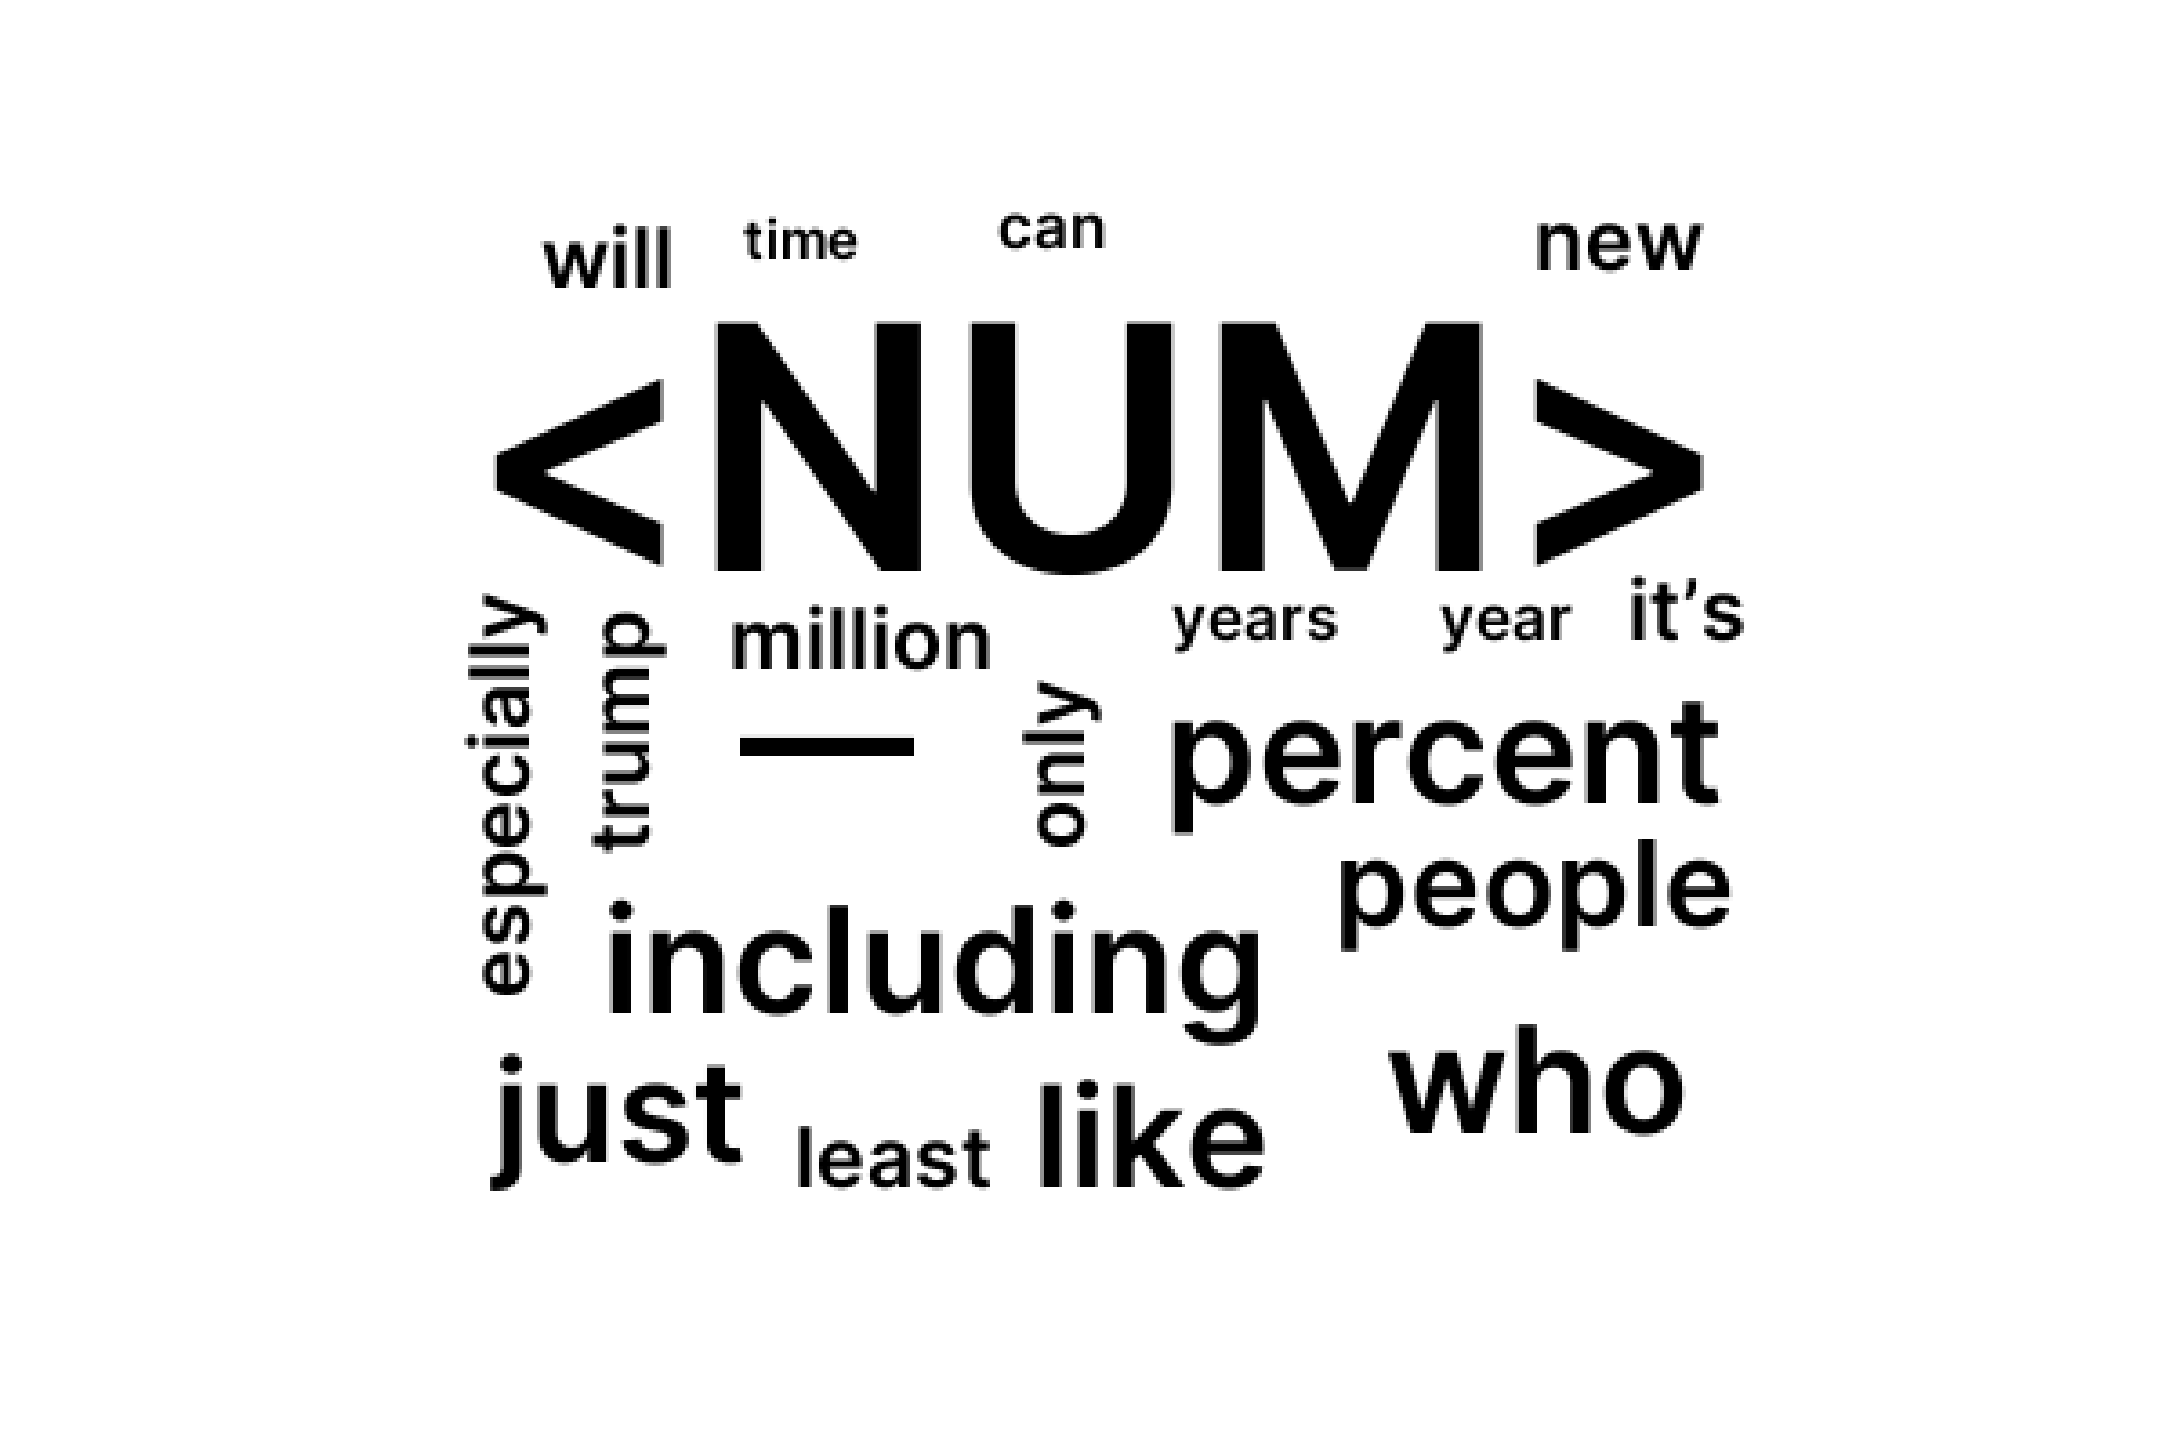 will time can new
<NUM>
especially trump million years year it’s
— only percent
people
including
just least like who